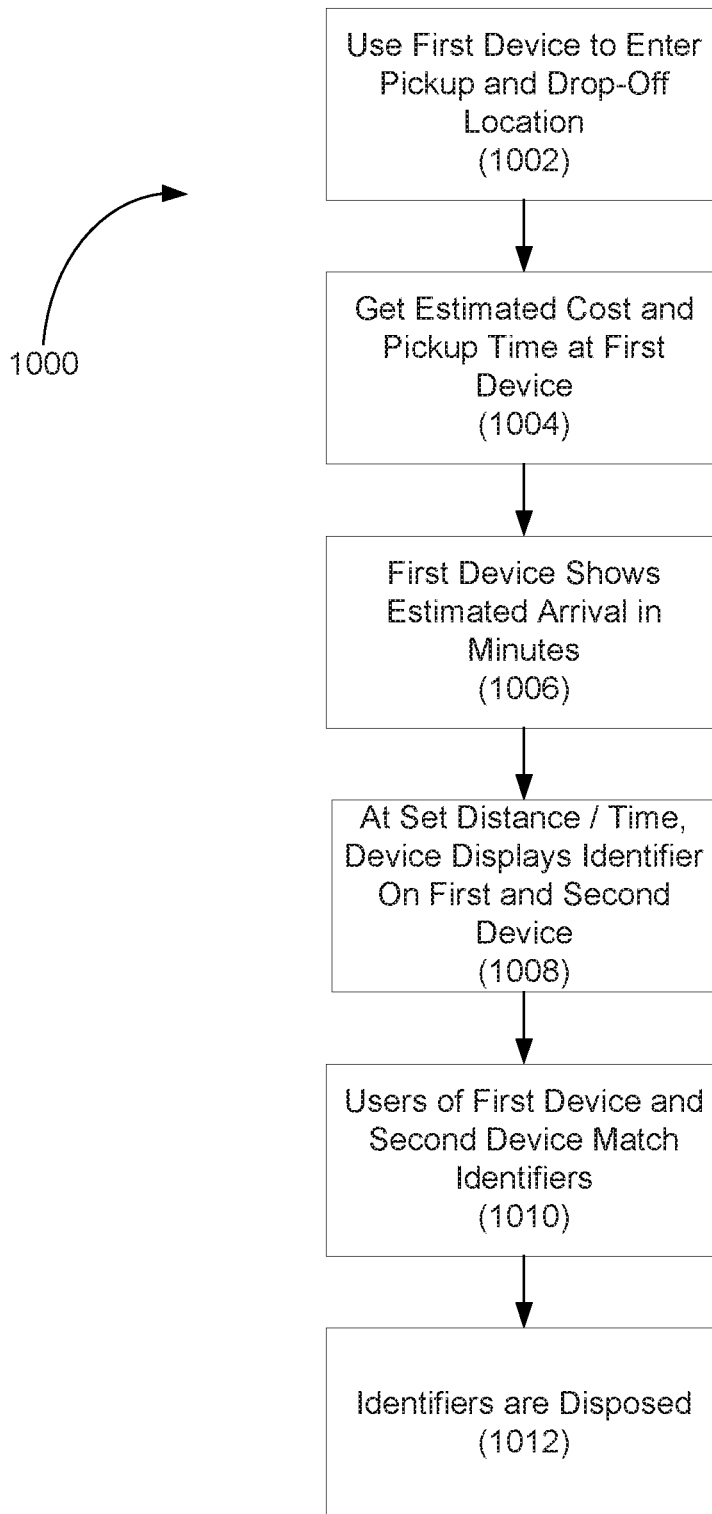 Use First Device to Enter
Pickup and Drop-Off
Location
(1002)
1000
Get Estimated Cost and
Pickup Time at First
Device
(1004)
First Device Shows
Estimated Arrival in
Minutes
(1006)
At Set Distance / Time,
Device Displays Identifier
On First and Second
Device
(1008)
Users of First Device and
Second Device Match
Identifiers
(1010)
Identifiers are Disposed
(1012)